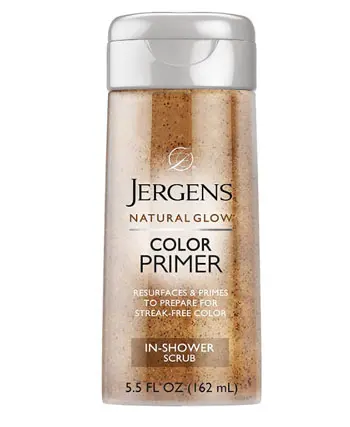 JERGENS
NATURAL GLOW
COLOR
PRIMER
RESURFACES & PRIMES
TO PREPARE FOR
STREAK-FREE COLOR
IN-SHOWER
SCRUB
5.5 FL OZ (162 mL)